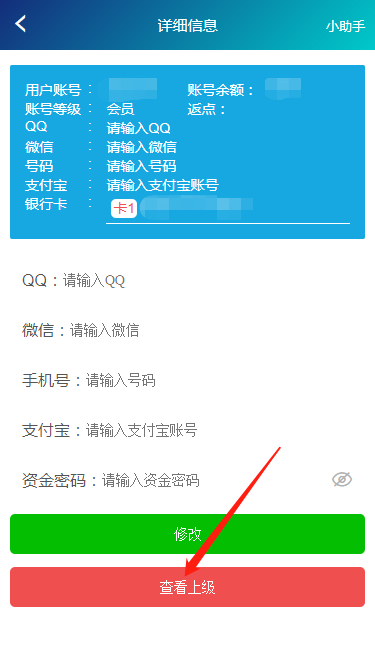 详细信息 小助手
用户账号： 账号余额：
账号等级： 会员 返点：
QQ ： 请输入QQ
微信 ： 请输入微信
号码 ： 请输入号码
支付宝 ： 请输入支付宝账号
银行卡 ： 卡1
QQ：请输入QQ
微信：请输入微信
手机号：请输入号码
支付宝：请输入支付宝账号
资金密码：请输入资金密码
修改
查看上级